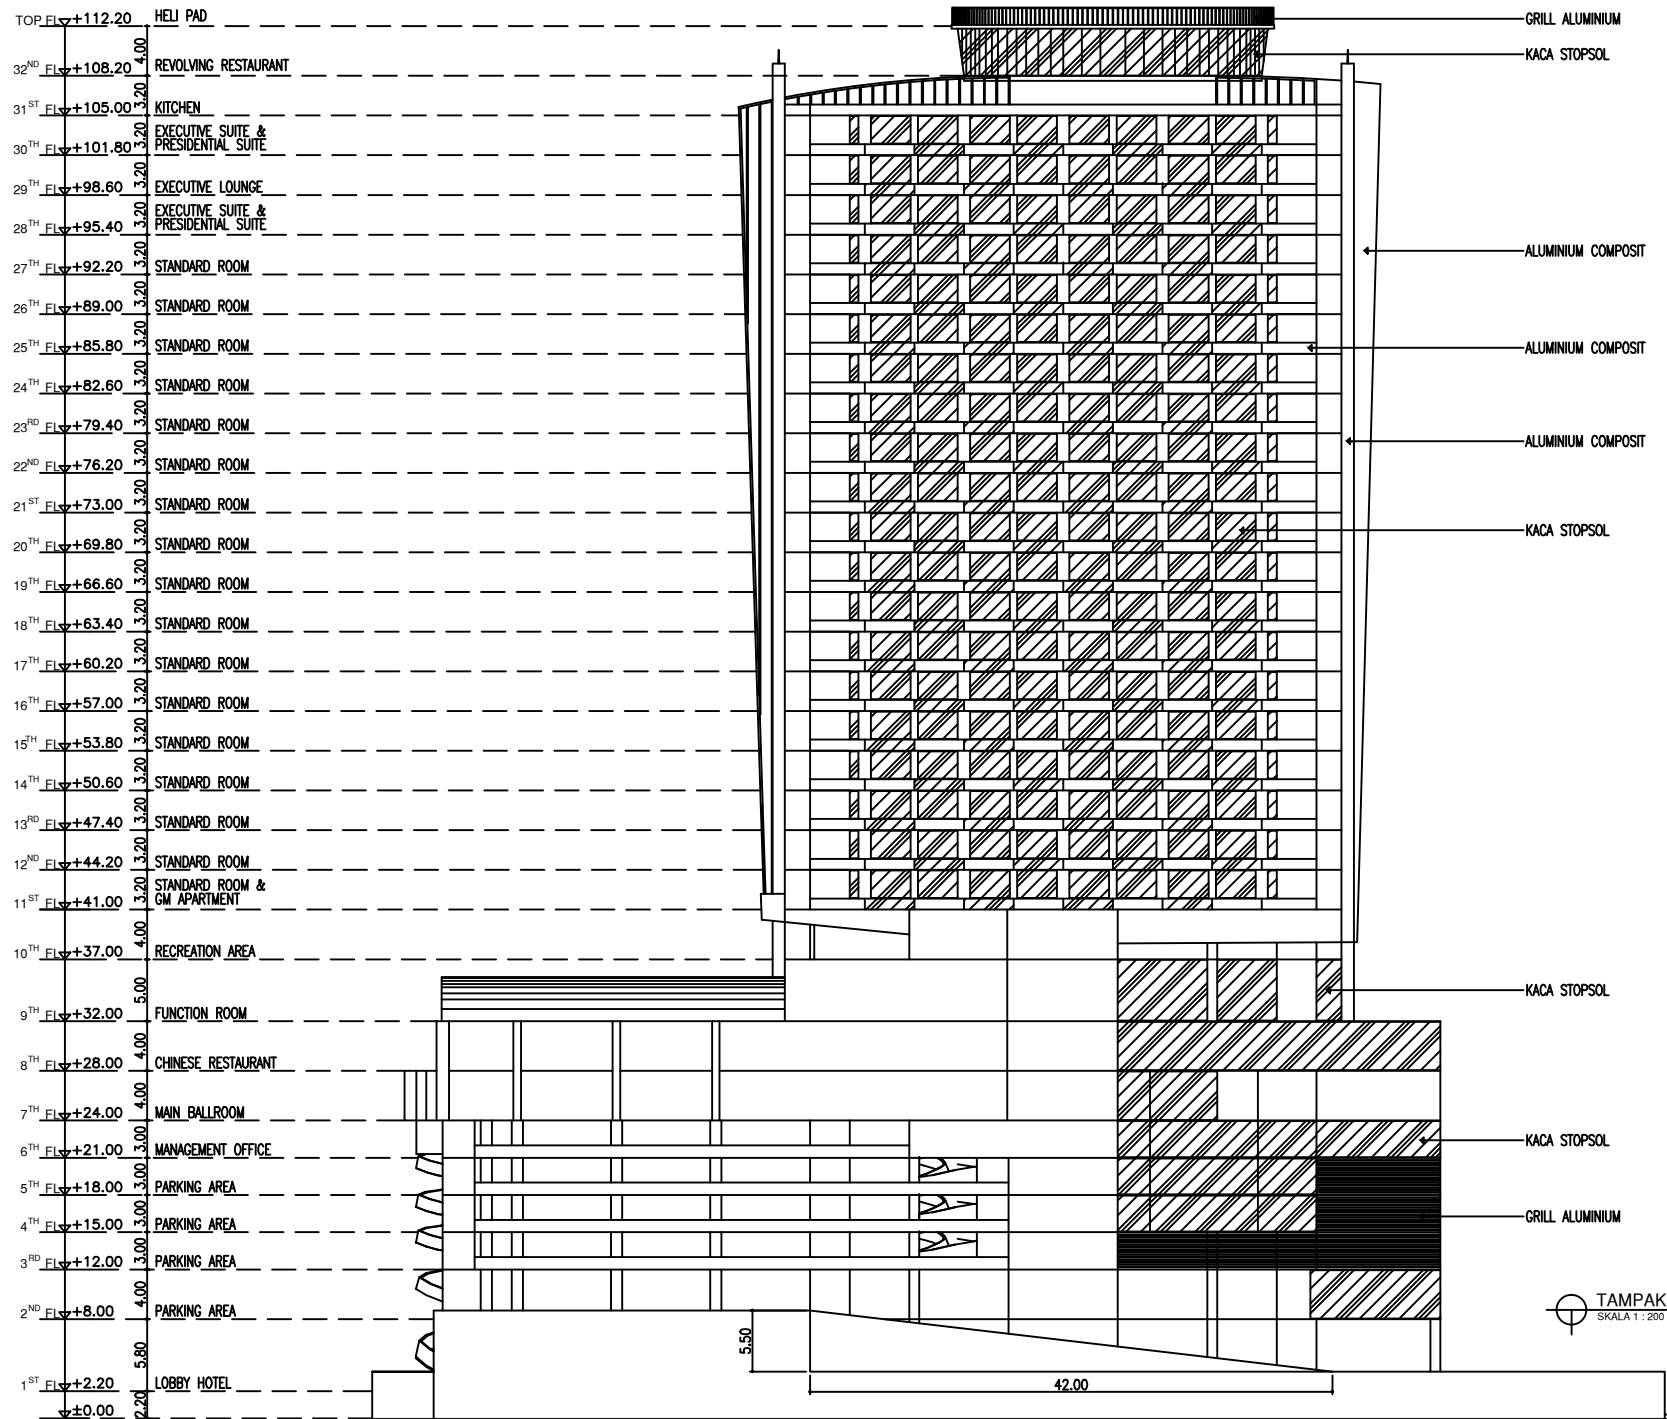 TOP FL +112.20 HELI PAD
4.00
32ND FL +108.20 REVOLVING RESTAURANT
3.20
31ST FL +105.00 KITCHEN
3.20
EXECUTIVE SUITE &
30TH FL +101.80 PRESIDENTIAL SUITE
3.20
29TH FL +98.60 EXECUTIVE LOUNGE
3.20
EXECUTIVE SUITE &
28TH FL +95.40 PRESIDENTIAL SUITE
3.20
27TH FL +92.20 STANDARD ROOM
3.20
26TH FL +89.00 STANDARD ROOM
3.20
25TH FL +85.80 STANDARD ROOM
3.20
24TH FL +82.60 STANDARD ROOM
3.20
23RD FL +79.40 STANDARD ROOM
3.20
22ND FL +76.20 STANDARD ROOM
3.20
21ST FL +73.00 STANDARD ROOM
3.20
20TH FL +69.80 STANDARD ROOM
3.20
19TH FL +66.60 STANDARD ROOM
3.20
18TH FL +63.40 STANDARD ROOM
3.20
17TH FL +60.20 STANDARD ROOM
3.20
16TH FL +57.00 STANDARD ROOM
3.20
15TH FL +53.80 STANDARD ROOM
3.20
14TH FL +50.60 STANDARD ROOM
3.20
13RD FL +47.40 STANDARD ROOM
3.20
12ND FL +44.20 STANDARD ROOM
3.20
STANDARD ROOM &
11ST FL +41.00 GM APARTMENT
4.00
10TH FL +37.00 RECREATION AREA
5.00
9TH FL +32.00 FUNCTION ROOM
4.00
8TH FL +28.00 CHINESE RESTAURANT
4.00
7TH FL +24.00 MAIN BALLROOM
3.00
6TH FL +21.00 MANAGEMENT OFFICE
3.00
5TH FL +18.00 PARKING AREA
3.00
4TH FL +15.00 PARKING AREA
3.00
3RD FL +12.00 PARKING AREA
4.00
2ND FL +8.00 PARKING AREA
5.80
1ST FL +2.20 LOBBY HOTEL
2.20
±0.00
5.50
42.00
GRILL ALUMINIUM
KACA STOPSOL
ALUMINIUM COMPOSIT
ALUMINIUM COMPOSIT
ALUMINIUM COMPOSIT
KACA STOPSOL
KACA STOPSOL
KACA STOPSOL
GRILL ALUMINIUM
TAMPAK
SKALA 1 : 200